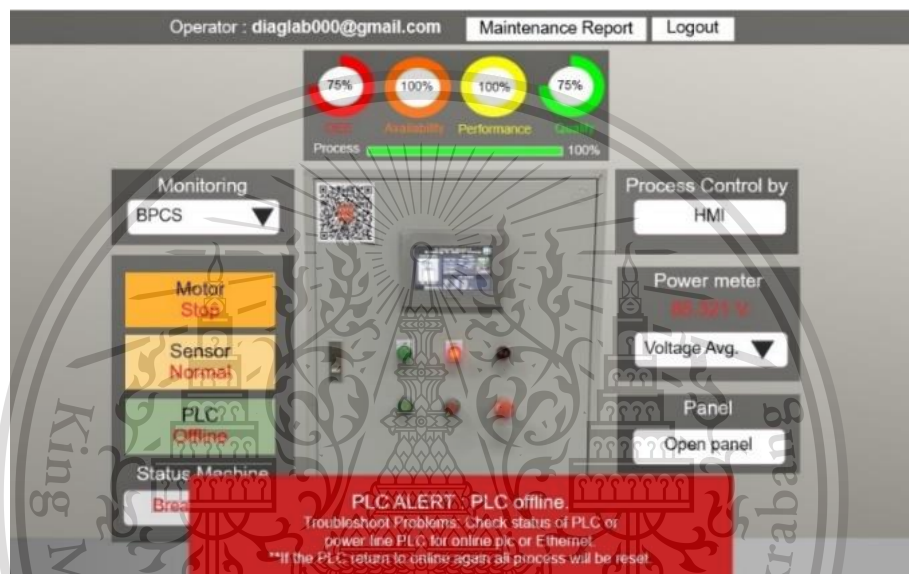 Operator : diaglab000@gmail.com
Maintenance Report
Logout
75%
100%
100%
75%
OEE
Availability
Performance
Quality
Process
100%
Monitoring
BPCS
Motor
Stop
Sensor
Normal
PLC
Offline
Status Machine
Process Control by
HMI
Power meter
Voltage Avg.
Panel
Open panel
PLC ALERT : PLC offline.
Troubleshoot Problems: Check status of PLC or
power line PLC for online plc or Ethernet.
**If the PLC return to online again all process will be reset.
King